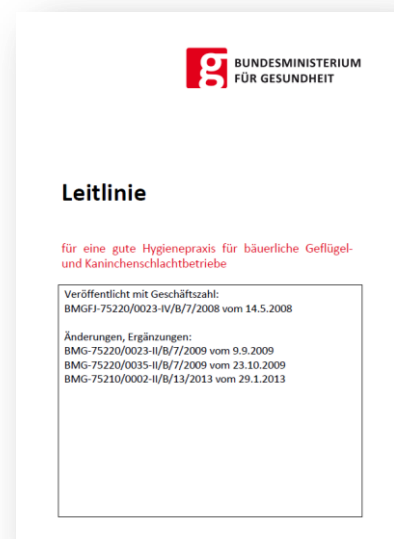 g BUNDESMINISTERIUM
FÜR GESUNDHEIT
Leitlinie
für eine gute Hygienepraxis für bäuerliche Geflügel-
und Kaninchenschlachtbetriebe
Veröffentlicht mit Geschäftszahl:
BMGFJ-75220/0023-IV/B/7/2008 vom 14.5.2008
Änderungen, Ergänzungen:
BMG-75220/0023-II/B/7/2009 vom 9.9.2009
BMG-75220/0035-II/B/7/2009 vom 23.10.2009
BMG-75210/0002-II/B/13/2013 vom 29.1.2013